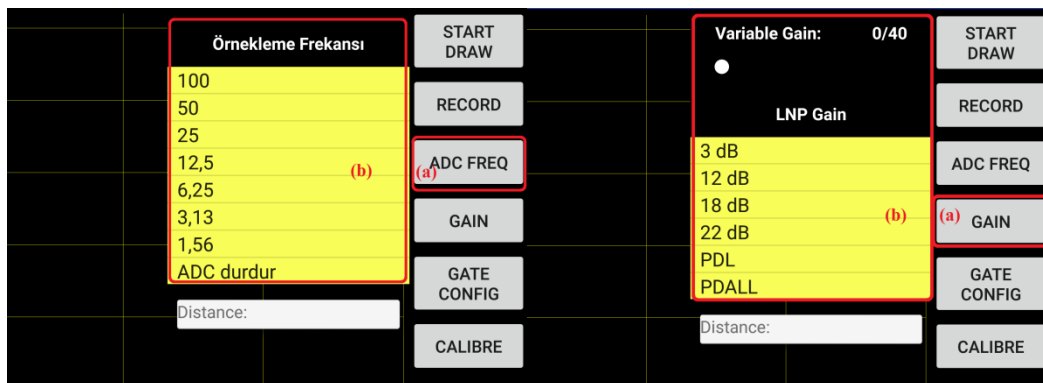 Örnekleme Frekansı
100
50
25
12,5
6,25
3,13
1,56
ADC durdur
(b)
Distance:
START
DRAW
RECORD
(a)
ADC FREQ
GAIN
GATE
CONFIG
CALIBRE
Variable Gain: 0/40
LNP Gain
3 dB
12 dB
18 dB
22 dB
PDL
PDALL
(b)
Distance:
START
DRAW
RECORD
ADC FREQ
(a)
GAIN
GATE
CONFIG
CALIBRE